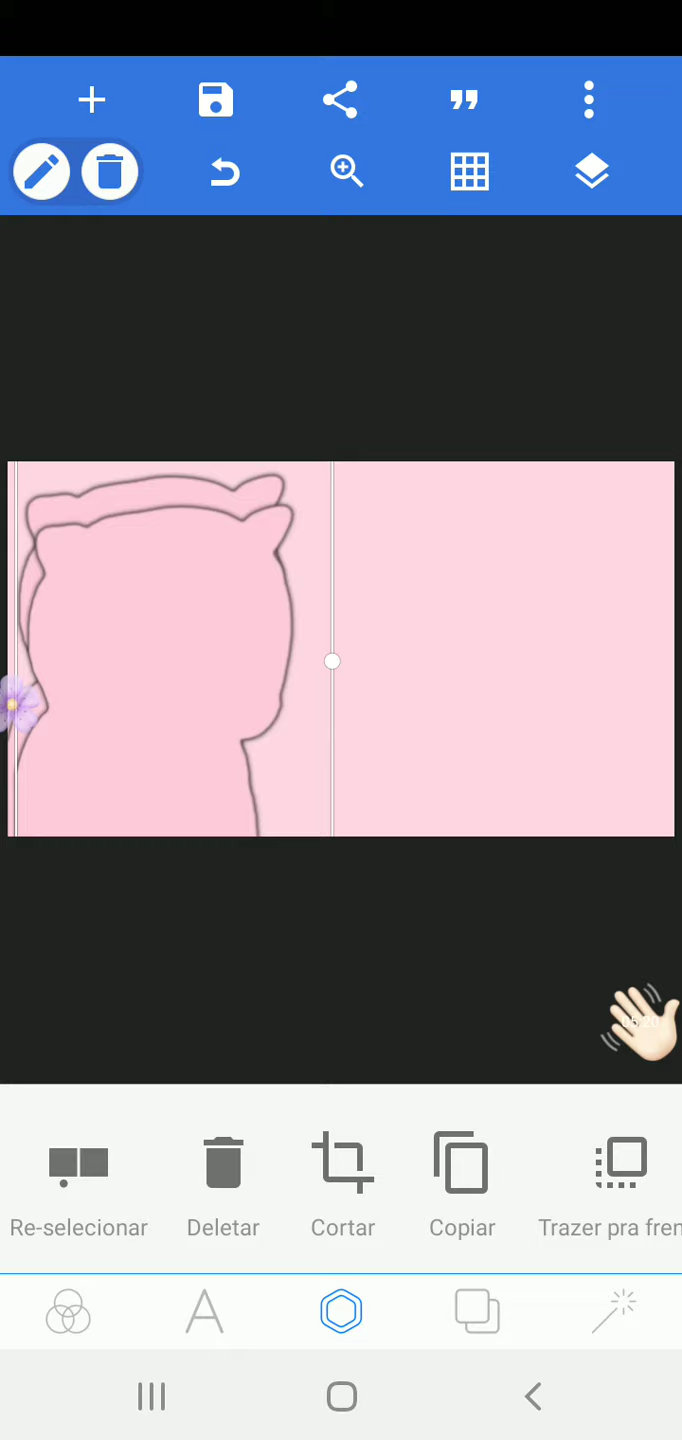 Re-selecionar
Deletar
Cortar
Copiar
Trazer pra fren